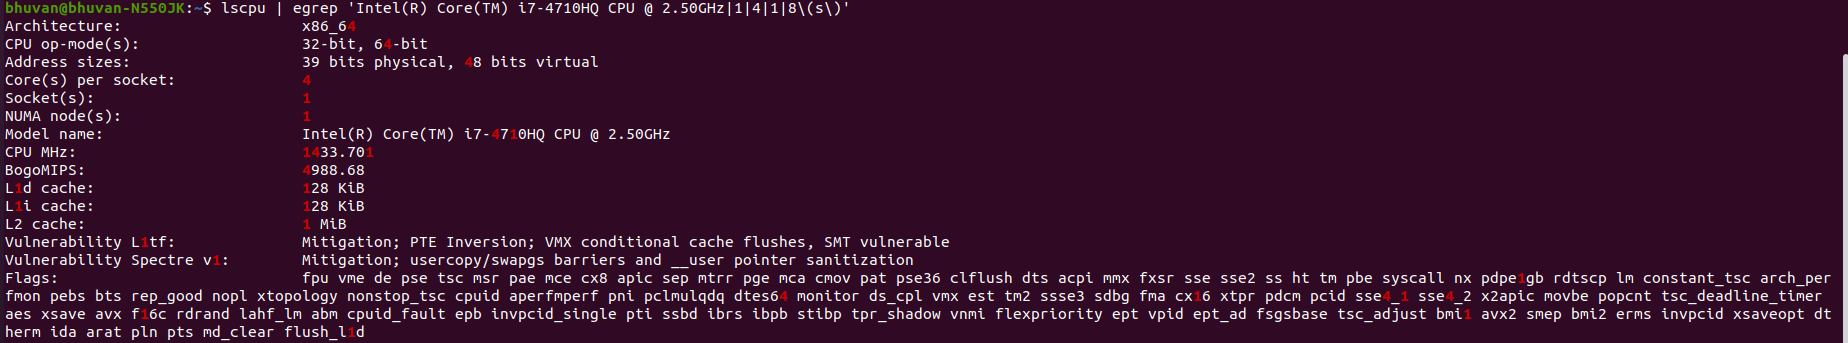 bhuvan@bhuvan-N550JK:~$ lscpu | egrep 'Intel(R) Core(TM) i7-4710HQ CPU @ 2.50GHz|1|4|1|8\(s\)'
Architecture: x86_64
CPU op-mode(s): 32-bit, 64-bit
Address sizes: 39 bits physical, 48 bits virtual
Core(s) per socket: 4
Socket(s): 1
NUMA node(s): 1
Model name: Intel(R) Core(TM) i7-4710HQ CPU @ 2.50GHz
CPU MHz: 1433.701
BogoMIPS: 4988.68
L1d cache: 128 KiB
L1i cache: 128 KiB
L2 cache: 1 MiB
Vulnerability L1tf: Mitigation; PTE Inversion; VMX conditional cache flushes, SMT vulnerable
Vulnerability Spectre v1: Mitigation; usercopy/swapgs barriers and __user pointer sanitization
Flags: fpu vme de pse tsc msr pae mce cx8 apic sep mtrr pge mca cmov pat pse36 clflush dts acpi mmx fxsr sse sse2 ss ht tm pbe syscall nx pdpe1gb rdtscp lm constant_tsc arch_per
fmon pebs bts rep_good nopl xtopology nonstop_tsc cpuid aperfmperf pni pclmulqdq dtes64 monitor ds_cpl vmx est tm2 ssse3 sdbg fma cx16 xtpr pdcm pcid sse4_1 sse4_2 x2apic movbe popcnt tsc_deadline_timer
aes xsave avx f16c rdrand lahf_lm abm cpuid_fault epb invpcid_single pti ssbd ibrs ibpb stibp tpr_shadow vnmi flexpriority ept vpid ept_ad fsgsbase tsc_adjust bmi1 avx2 smep bmi2 erms invpcid xsaveopt dt
herm ida arat pln pts md_clear flush_l1d